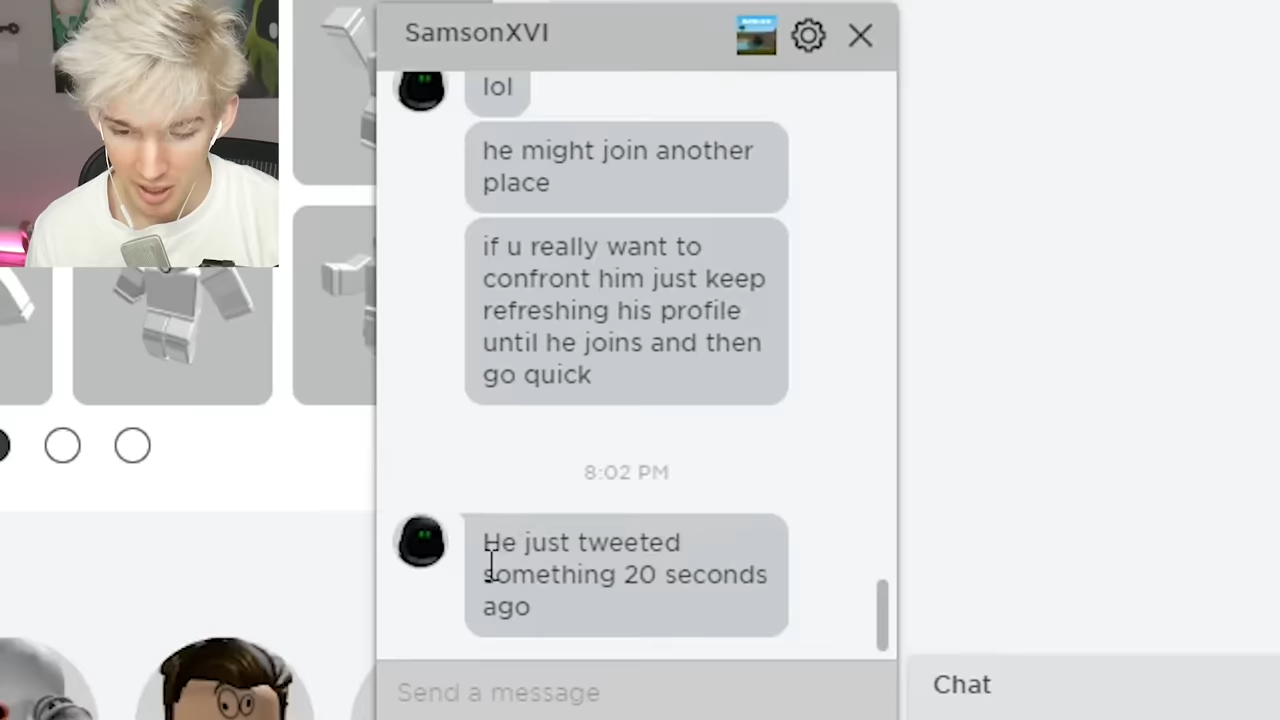 SamsonXVI
lol
he might join another
place
if u really want to
confront him just keep
refreshing his profile
until he joins and then
go quick
8:02 PM
He just tweeted
something 20 seconds
ago
Send a message
Chat